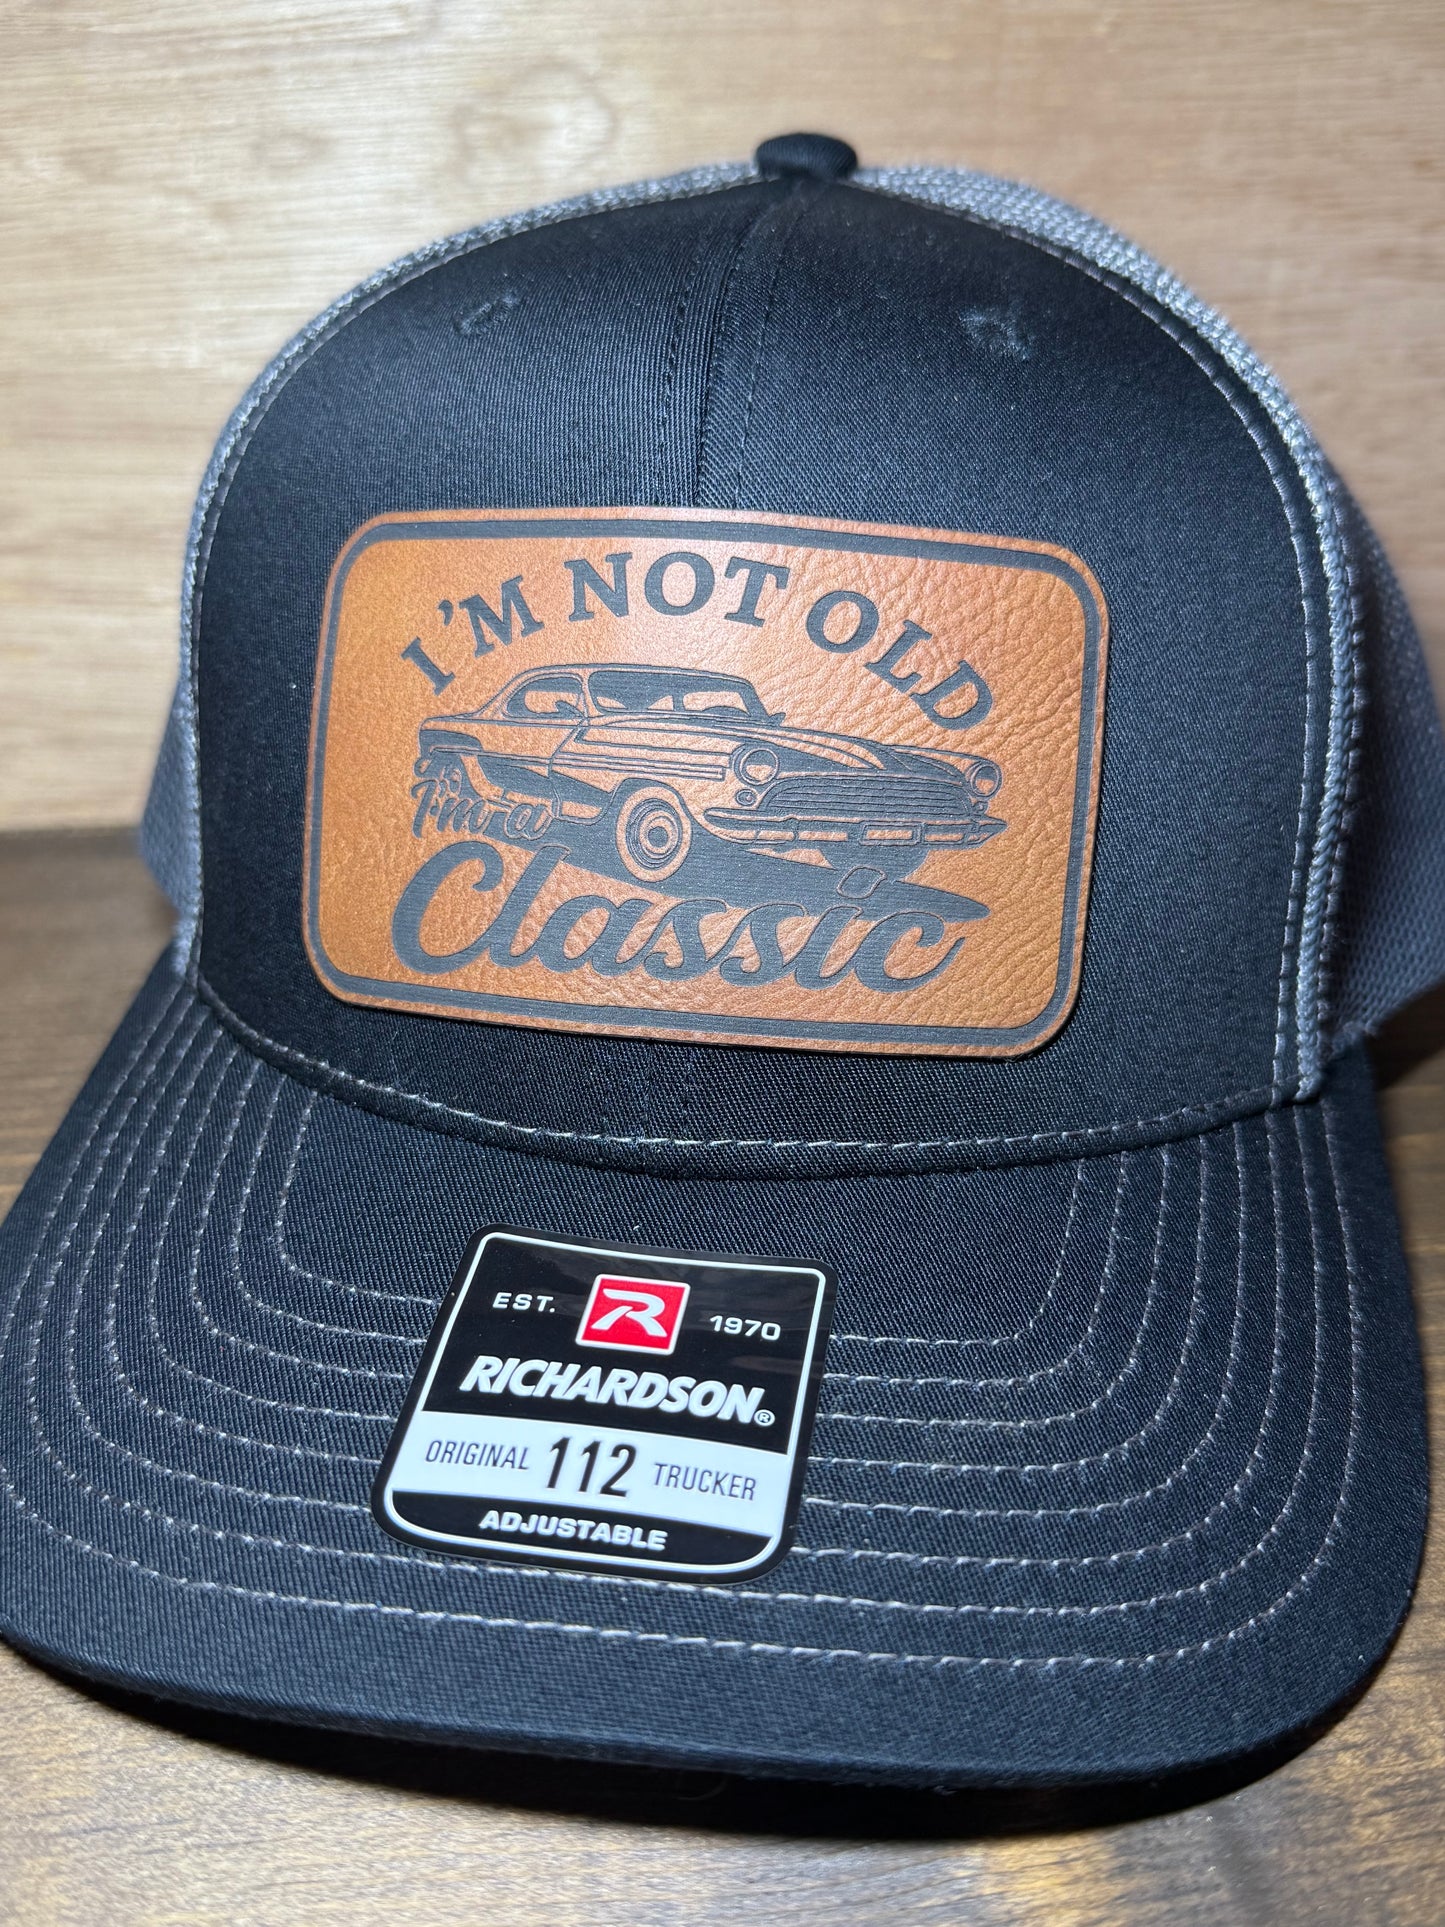 I'M NOT OLD
I'm a
Classic
EST. R 1970
RICHARDSON®
ORIGINAL 112 TRUCKER
ADJUSTABLE